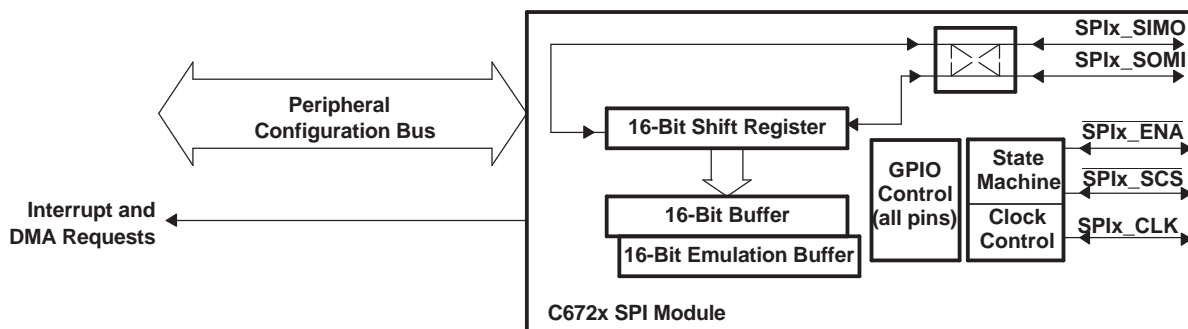 SPIx_SIMO
SPIx_SOMI
Peripheral
Configuration Bus
16-Bit Shift Register
SPIx_ENA
GPIO
Control
(all pins)
State
Machine
SPIx_SCS
Interrupt and
DMA Requests
16-Bit Buffer
Clock
Control
SPIx_CLK
16-Bit Emulation Buffer
C672x SPI Module